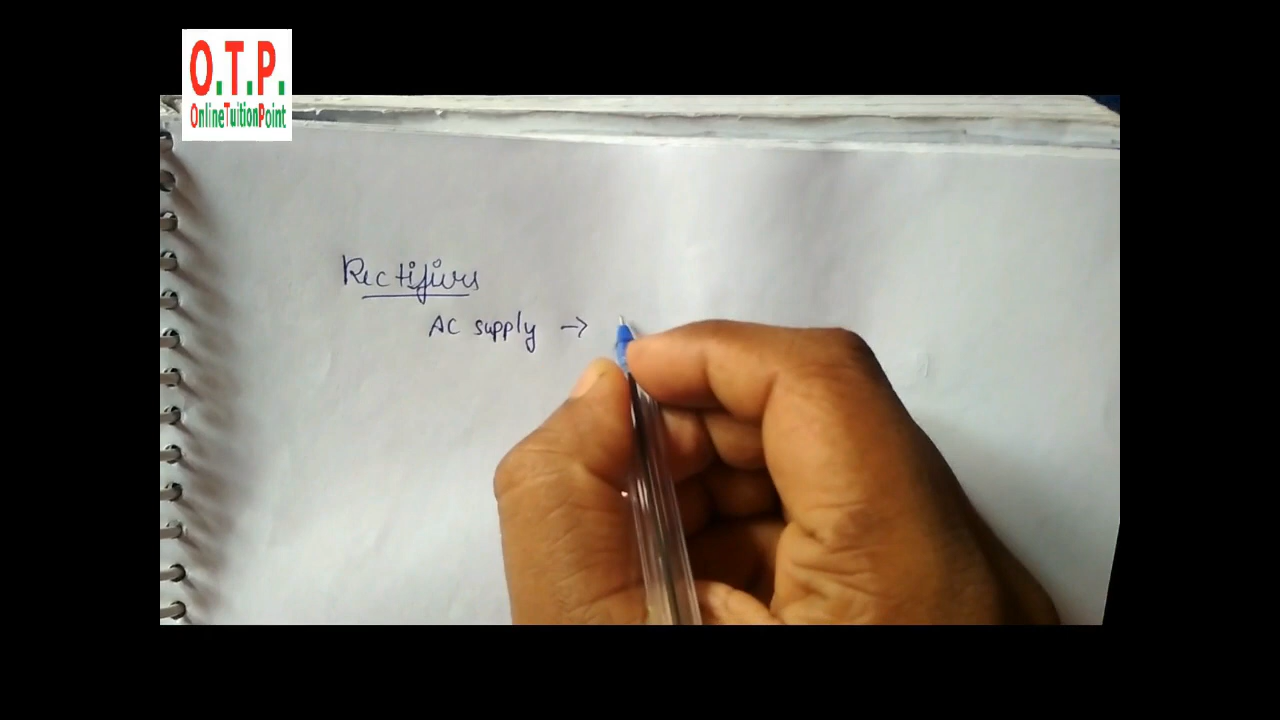 O.T.P.
OnlineTuitionPoint
Rectifiers
AC supply →